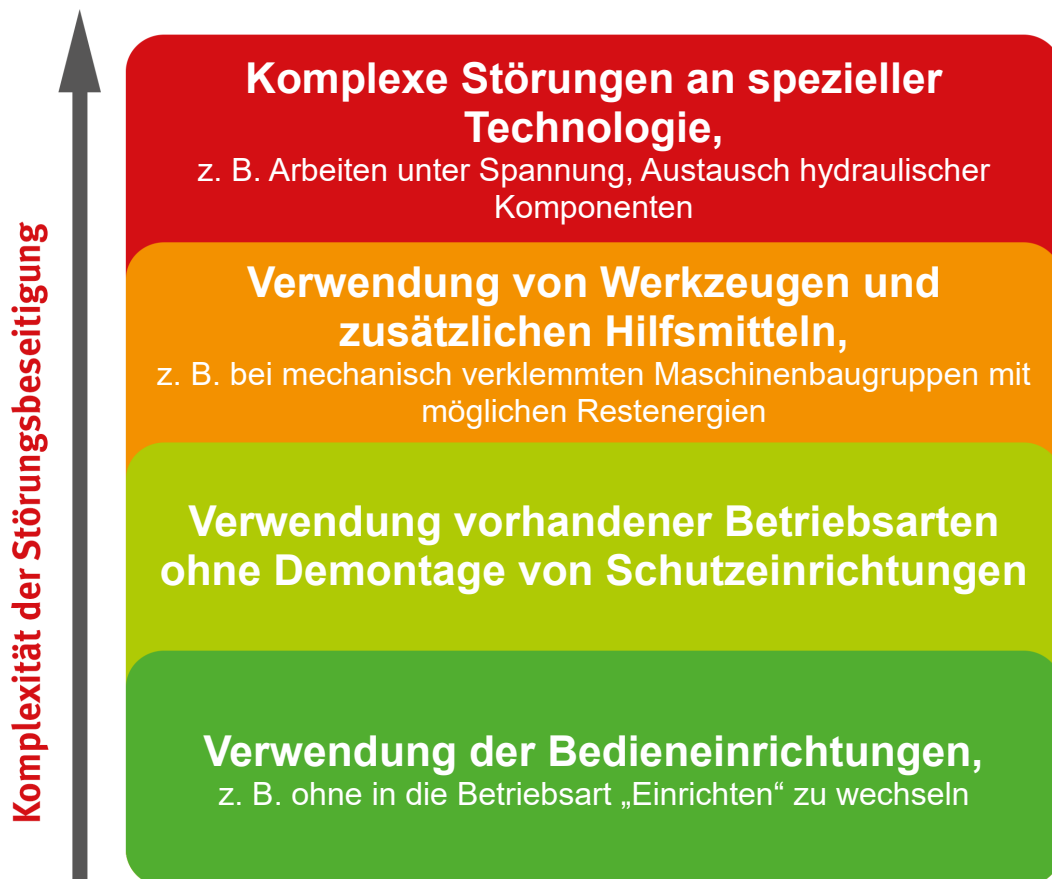 Komplexität der Störungsbeseitigung
Komplexe Störungen an spezieller
Technologie,
z. B. Arbeiten unter Spannung, Austausch hydraulischer
Komponenten
Verwendung von Werkzeugen und
zusätzlichen Hilfsmitteln,
z. B. bei mechanisch verklemmten Maschinenbaugruppen mit
möglichen Restenergien
Verwendung vorhandener Betriebsarten
ohne Demontage von Schutzeinrichtungen
Verwendung der Bedieneinrichtungen,
z. B. ohne in die Betriebsart „Einrichten“ zu wechseln